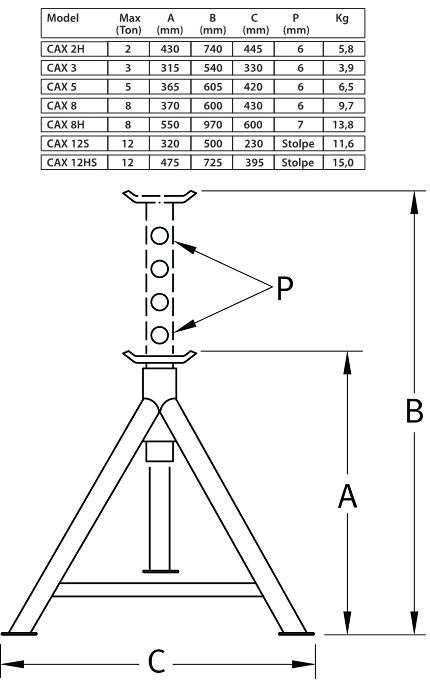 Model Max A B C P Kg
(Ton) (mm) (mm) (mm) (mm)
CAX 2H 2 430 740 445 6 5,8
CAX 3 3 315 540 330 6 3,9
CAX 5 5 365 605 420 6 6,5
CAX 8 8 370 600 430 6 9,7
CAX 8H 8 550 970 600 7 13,8
CAX 12S 12 320 500 230 Stolpe 11,6
CAX 12HS 12 475 725 395 Stolpe 15,0
P
B
A
C